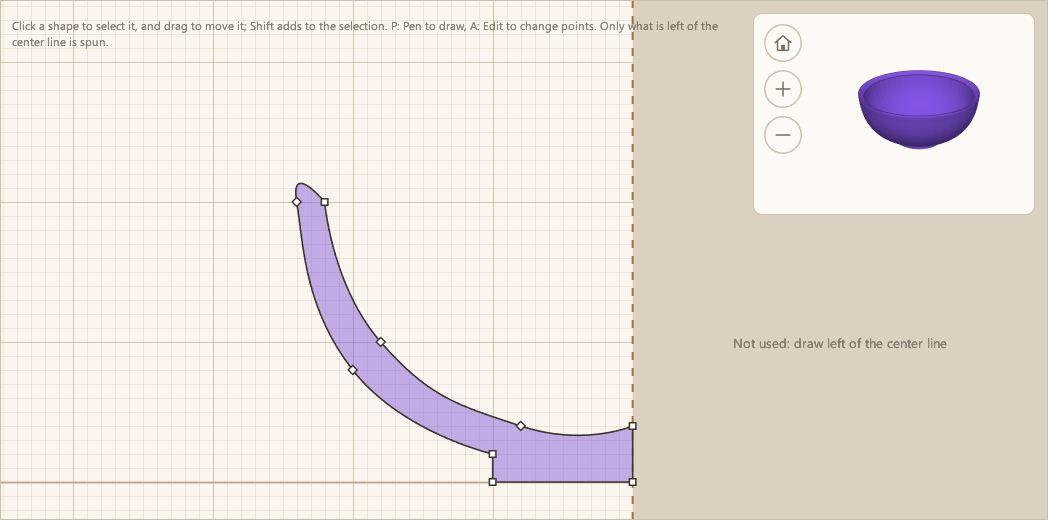 Click a shape to select it, and drag to move it; Shift adds to the selection. P: Pen to draw, A: Edit to change points. Only what is left of the
center line is spun.
Not used: draw left of the center line